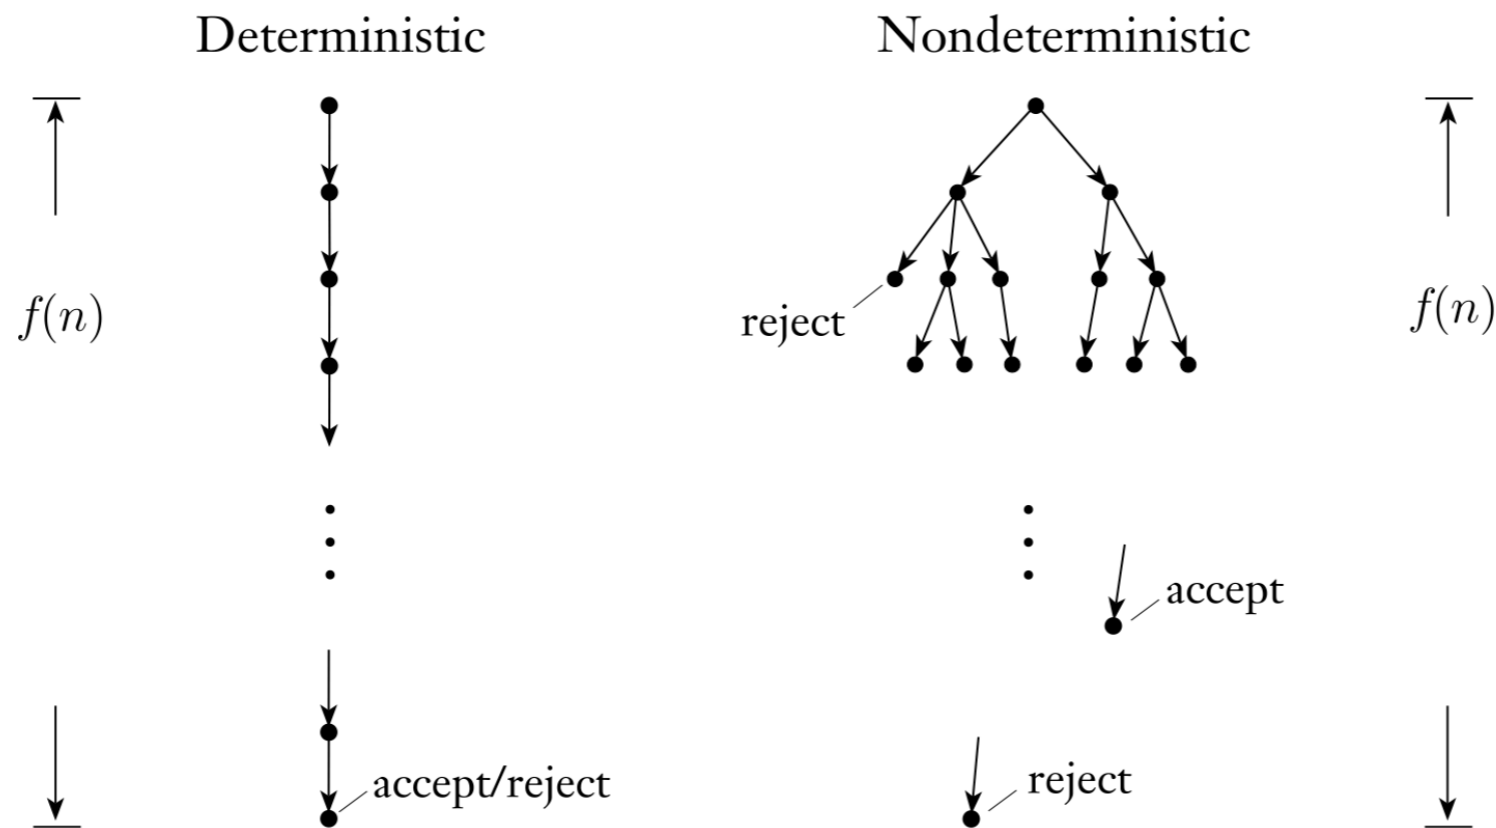 Deterministic
Nondeterministic
f(n)
reject
f(n)
accept
accept/reject
reject